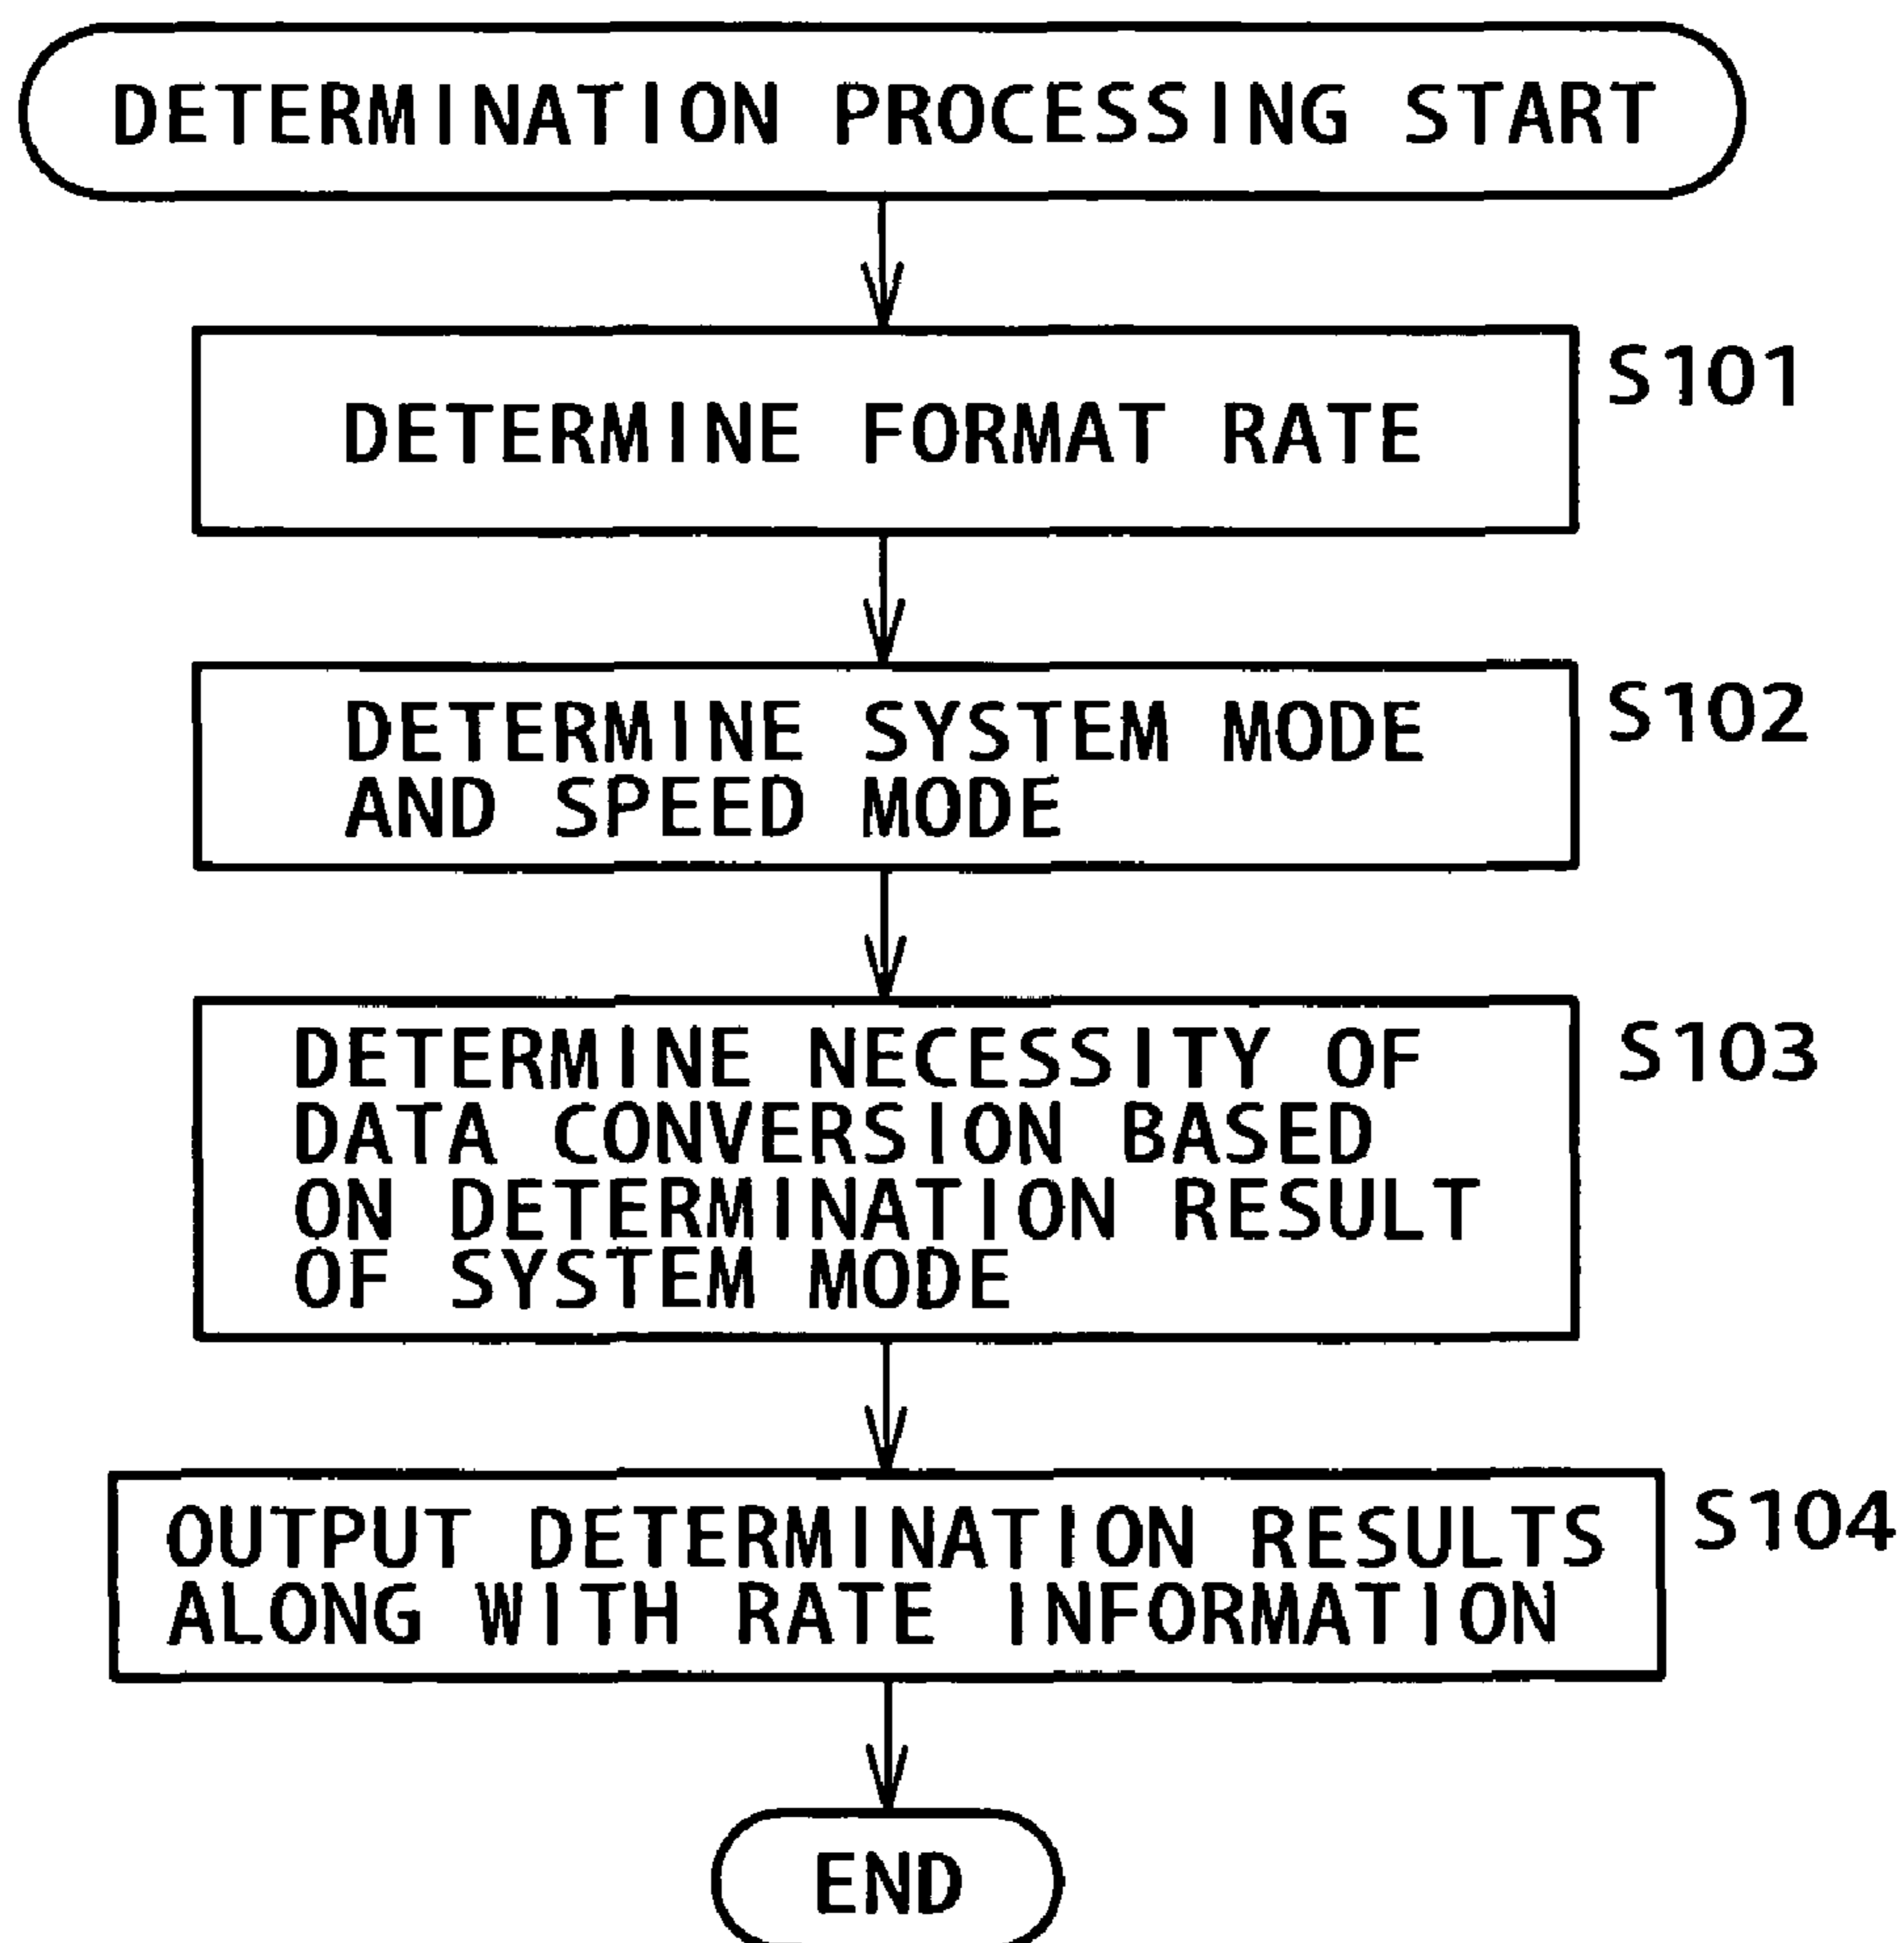 DETERMINATION PROCESSING START
S101
DETERMINE FORMAT RATE
S102
DETERMINE SYSTEM MODE
AND SPEED MODE
S103
DETERMINE NECESSITY OF
DATA CONVERSION BASED
ON DETERMINATION RESULT
OF SYSTEM MODE
S104
OUTPUT DETERMINATION RESULTS
ALONG WITH RATE INFORMATION
END